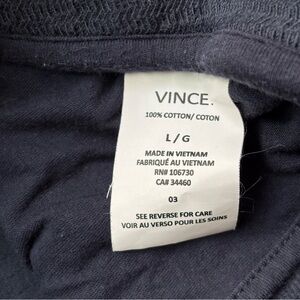 VINCE.
100% COTTON/ COTON
L / G
MADE IN VIETNAM
FABRIQUÉ AU VIETNAM
RN# 106730
CA# 34460
03
SEE REVERSE FOR CARE
VOIR AU VERSO POUR LES SOINS